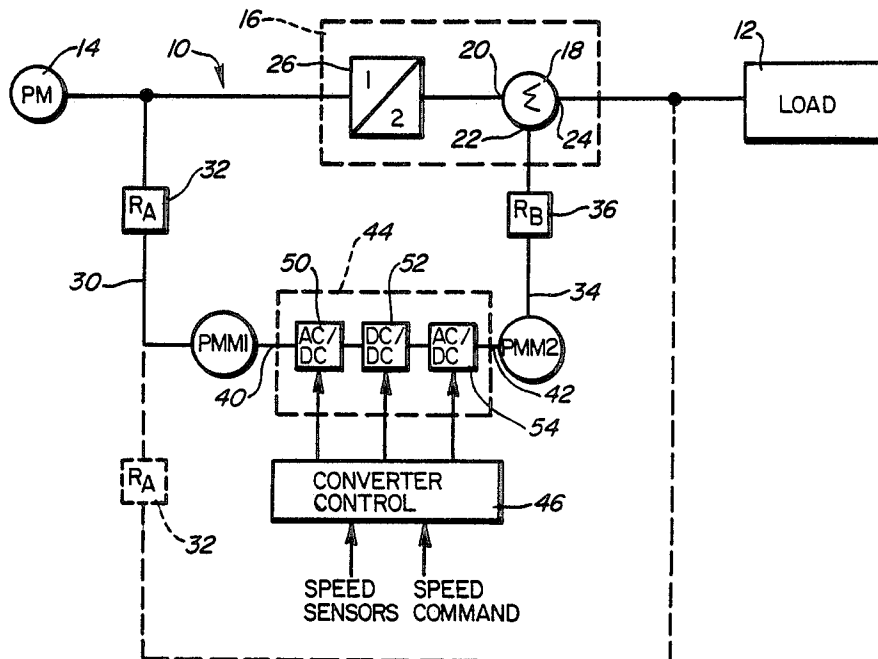 14
10
16
26
20
18
12
PM
1
2
Σ
22
24
LOAD
RA
32
RB
36
30
50
44
52
34
PMM1
AC/
DC
DC/
DC
AC/
DC
PMM2
40
42
54
RA
32
CONVERTER
CONTROL
46
SPEED
SENSORS
SPEED
COMMAND